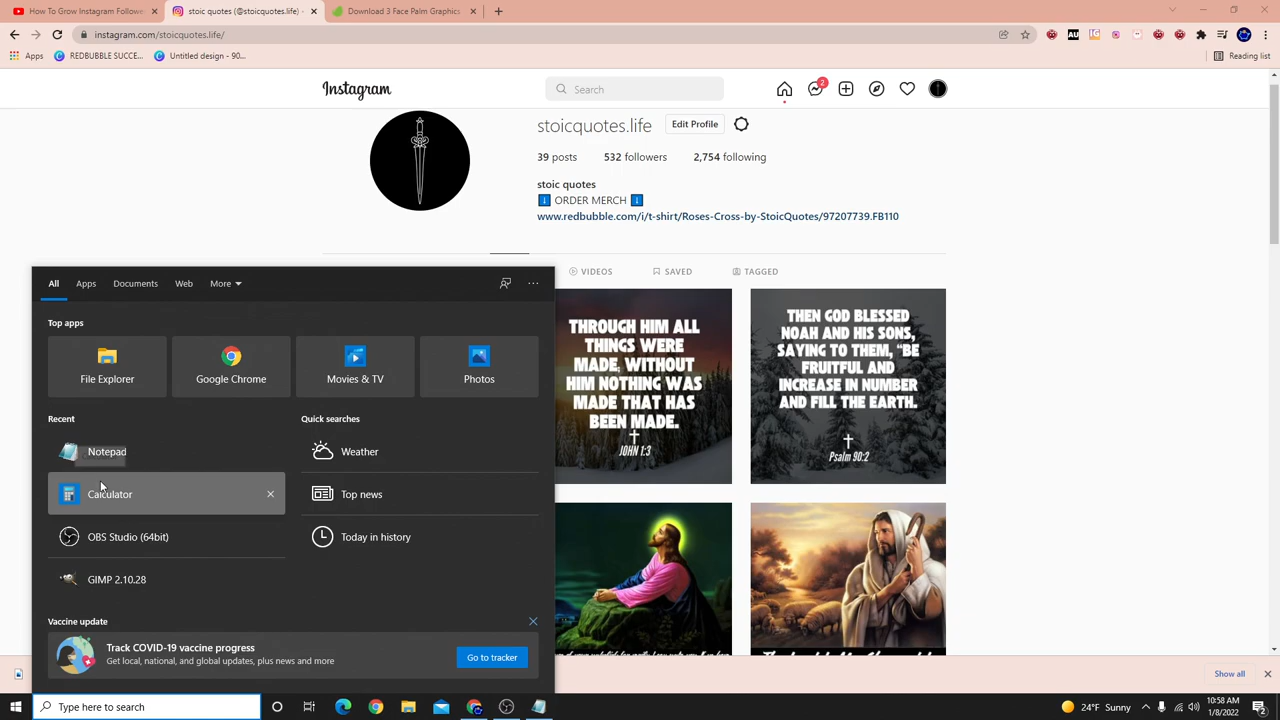 How To Grow Instagram Followers
stoic quotes (@stoicquotes.life)
Download 3 Face Palm Graphics
instagram.com/stoicquotes.life/
Apps
REDBUBBLE SUCCE...
Untitled design - 90...
Reading list
Instagram
Search
2
stoicquotes.life
Edit Profile
39 posts
532 followers
2,754 following
stoic quotes
ORDER MERCH
www.redbubble.com/i/t-shirt/Roses-Cross-by-StoicQuotes/97207739.FB110
VIDEOS
SAVED
TAGGED
THROUGH HIM ALL
THINGS WERE
MADE, WITHOUT
HIM NOTHING WAS
MADE THAT HAS
BEEN MADE.
JOHN 1:3
THEN GOD BLESSED
NOAH AND HIS SONS,
SAYING TO THEM, “BE
FRUITFUL AND
INCREASE IN NUMBER
AND FILL THE EARTH.
Psalm 90:2
All
Apps
Documents
Web
More
Top apps
File Explorer
Google Chrome
Movies & TV
Photos
Recent
Quick searches
Notepad
Weather
Calculator
Top news
OBS Studio (64bit)
Today in history
GIMP 2.10.28
Vaccine update
Track COVID-19 vaccine progress
Get local, national, and global updates, plus news and more
Go to tracker
Show all
Type here to search
24°F Sunny
10:58 AM
1/8/2022
2